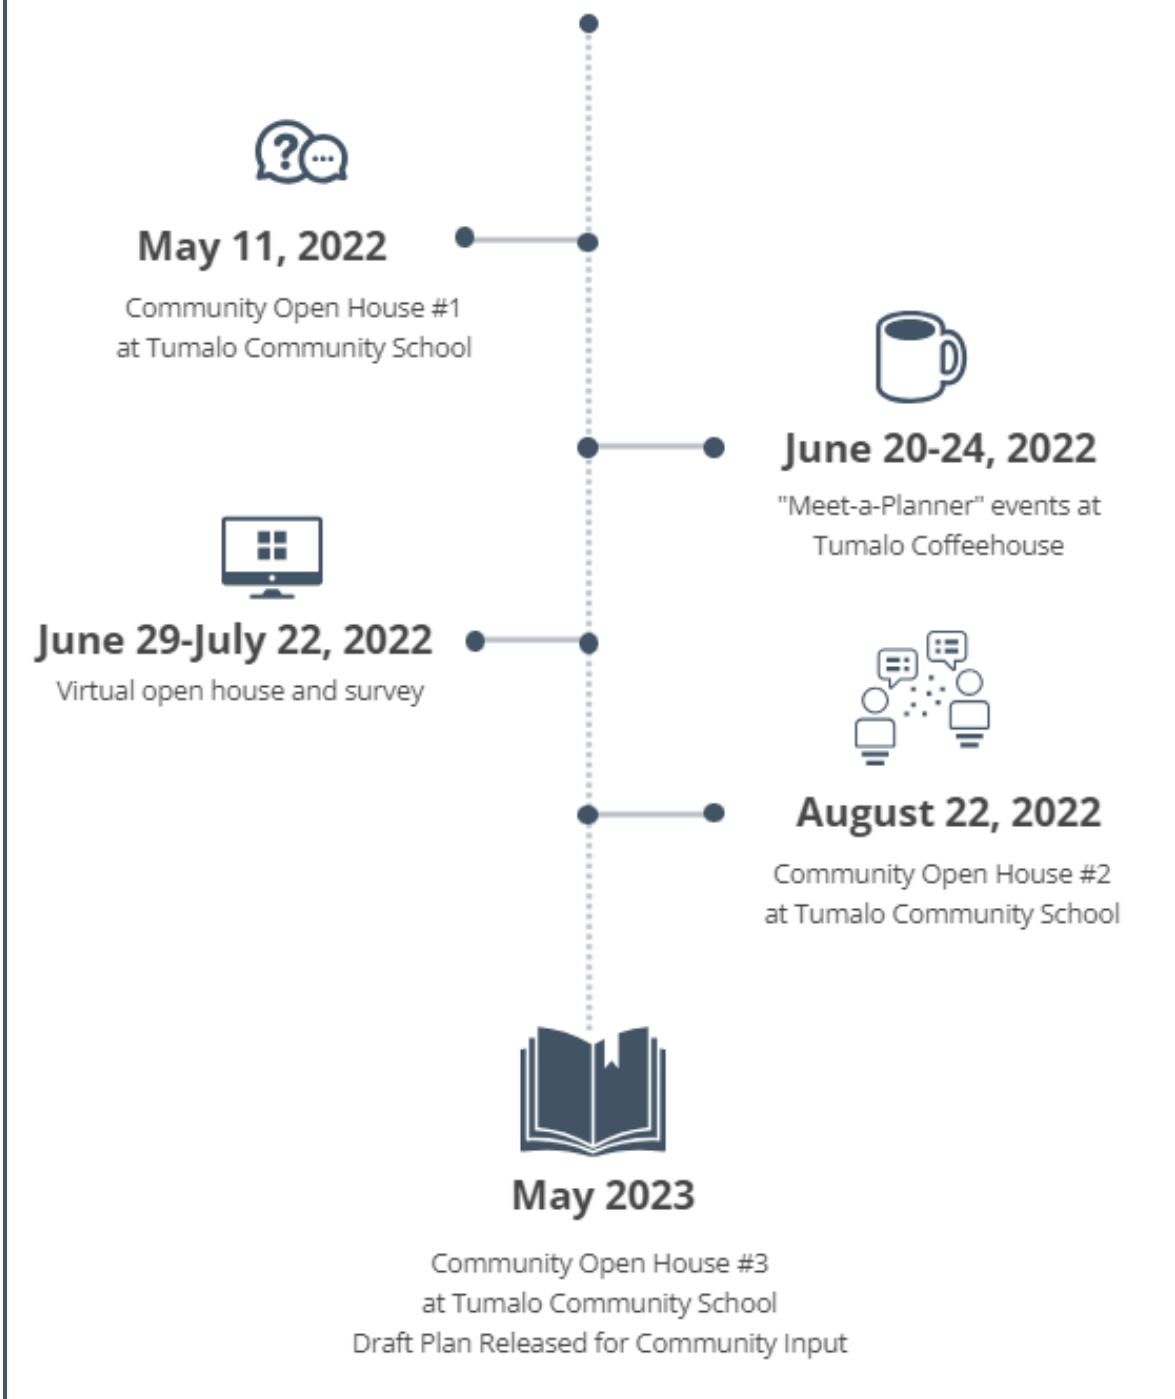 May 11, 2022
Community Open House #1
at Tumalo Community School
June 20-24, 2022
"Meet-a-Planner" events at
Tumalo Coffeehouse
June 29-July 22, 2022
Virtual open house and survey
August 22, 2022
Community Open House #2
at Tumalo Community School
May 2023
Community Open House #3
at Tumalo Community School
Draft Plan Released for Community Input